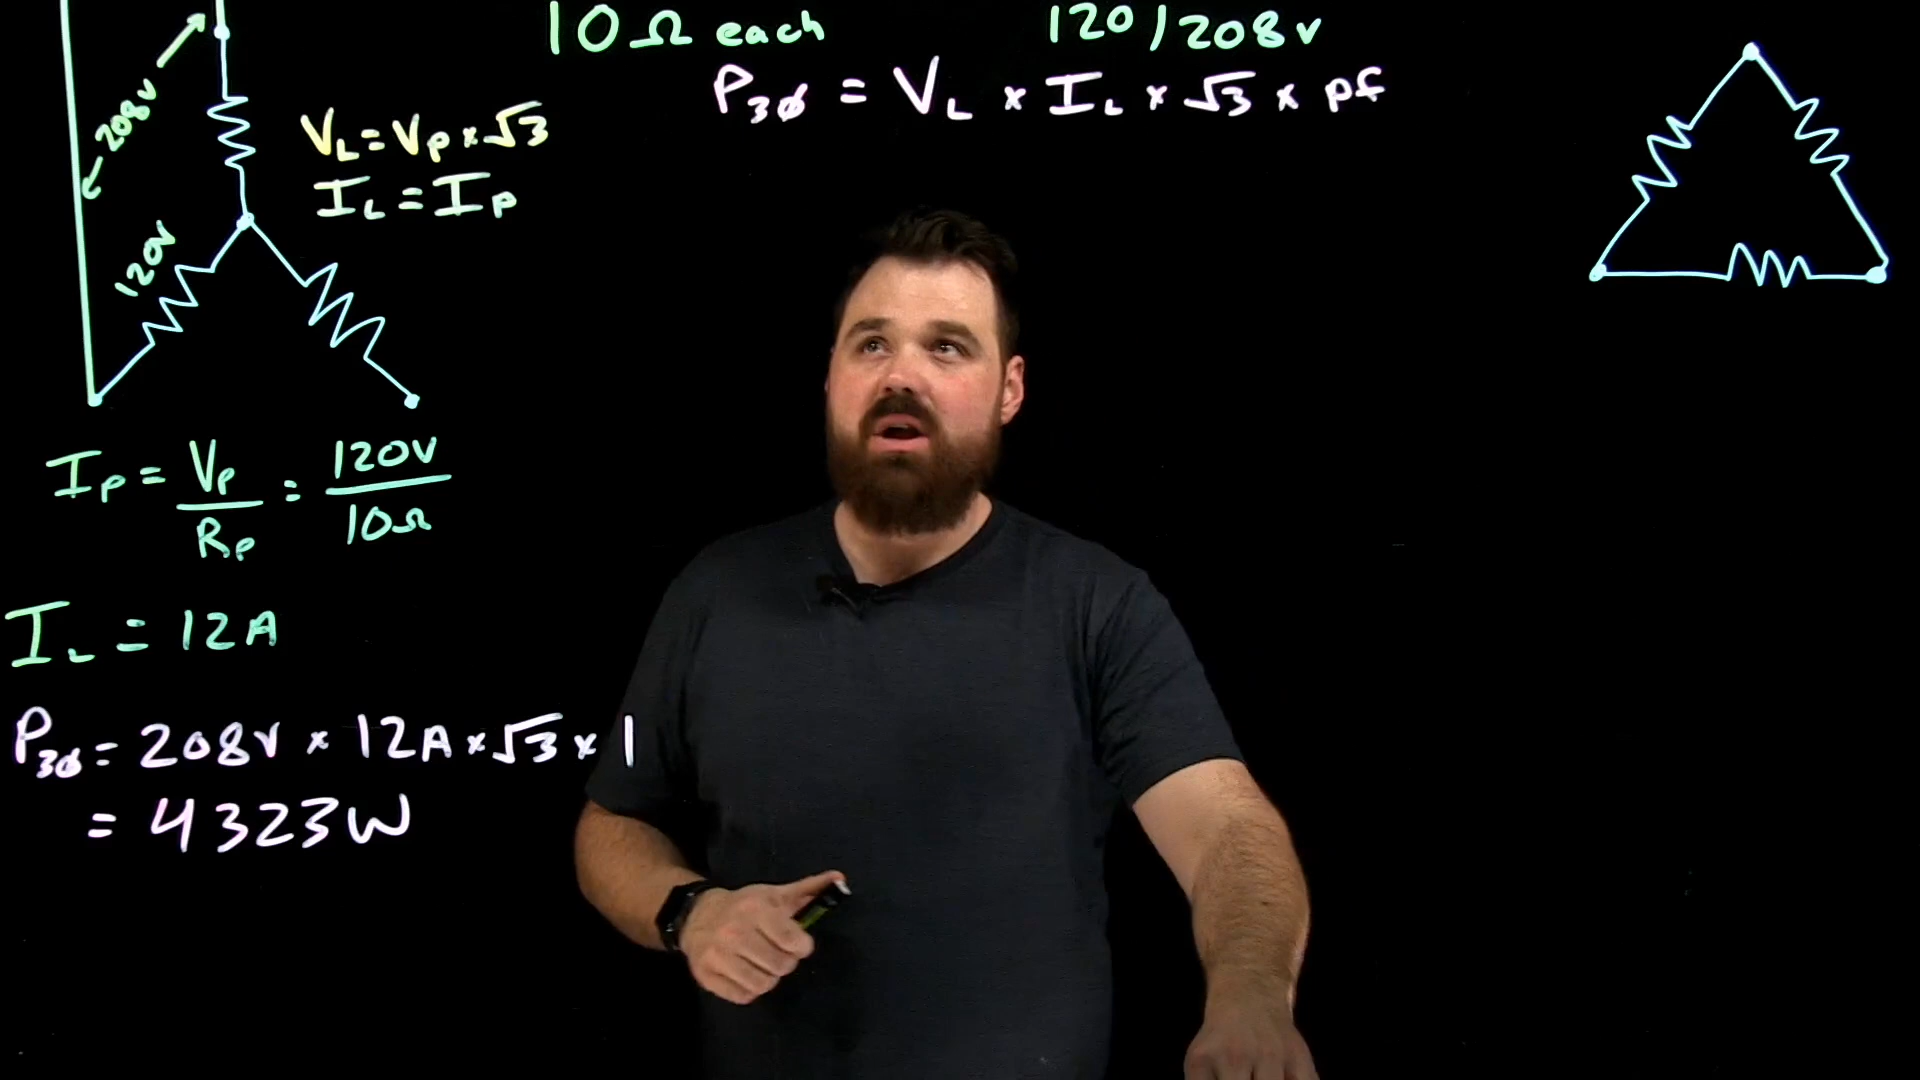 10Ω each
120/208v
P3ø = VL × IL × √3 × pf
208v
120v
VL = VP × √3
IL = IP
IP = VP/RP = 120V/10Ω
IL = 12A
P3ø = 208v × 12A × √3 × 1
= 4323W